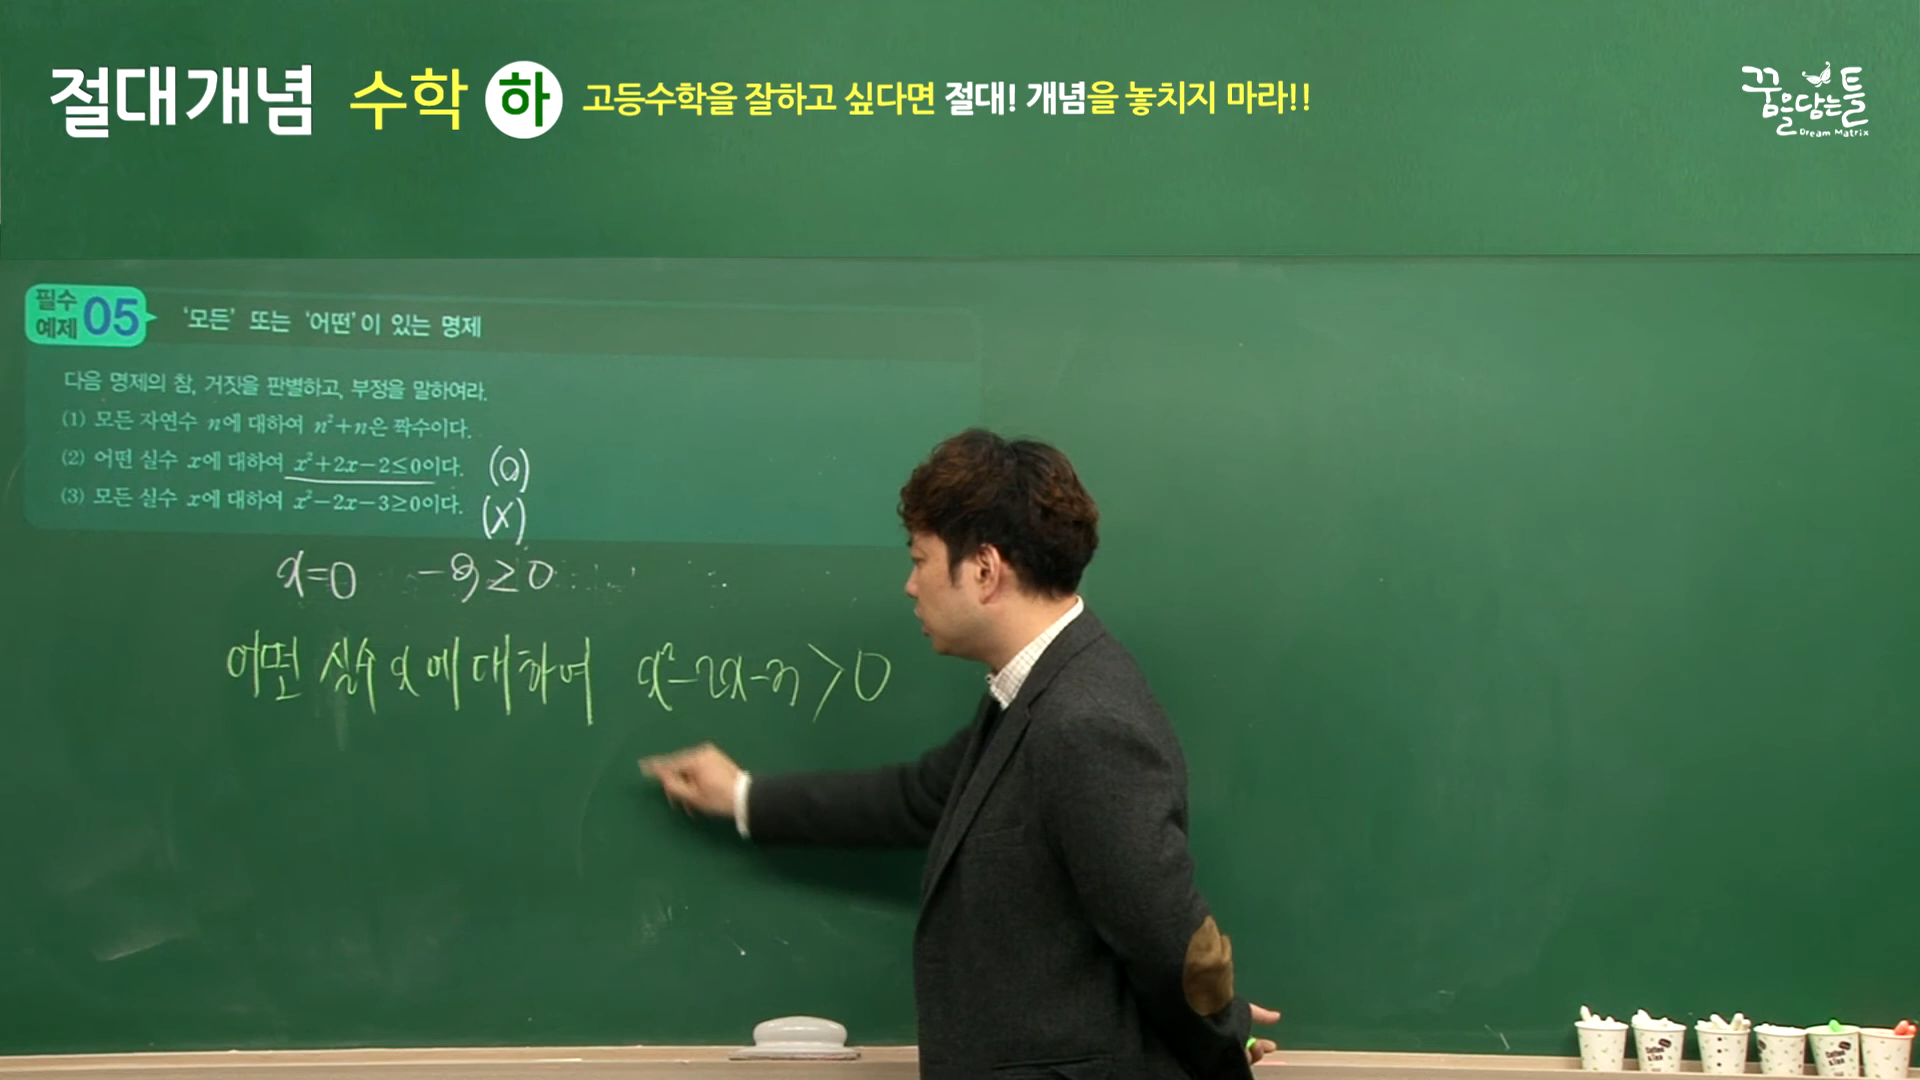 절대개념 수학 하 고등수학을 잘하고 싶다면 절대! 개념을 놓치지 마라!!
꿈을담는틀
Dream Matrix
필수 예제 05 '모든' 또는 '어떤'이 있는 명제
다음 명제의 참, 거짓을 판별하고, 부정을 말하여라.
(1) 모든 자연수 n에 대하여 n²+n은 짝수이다.
(2) 어떤 실수 x에 대하여 x²+2x-2≤0이다. (O)
(3) 모든 실수 x에 대하여 x²-2x-3≥0이다. (X)
x=0 -3≥0
어떤 실수 x에 대하여 x²-2x-3>0